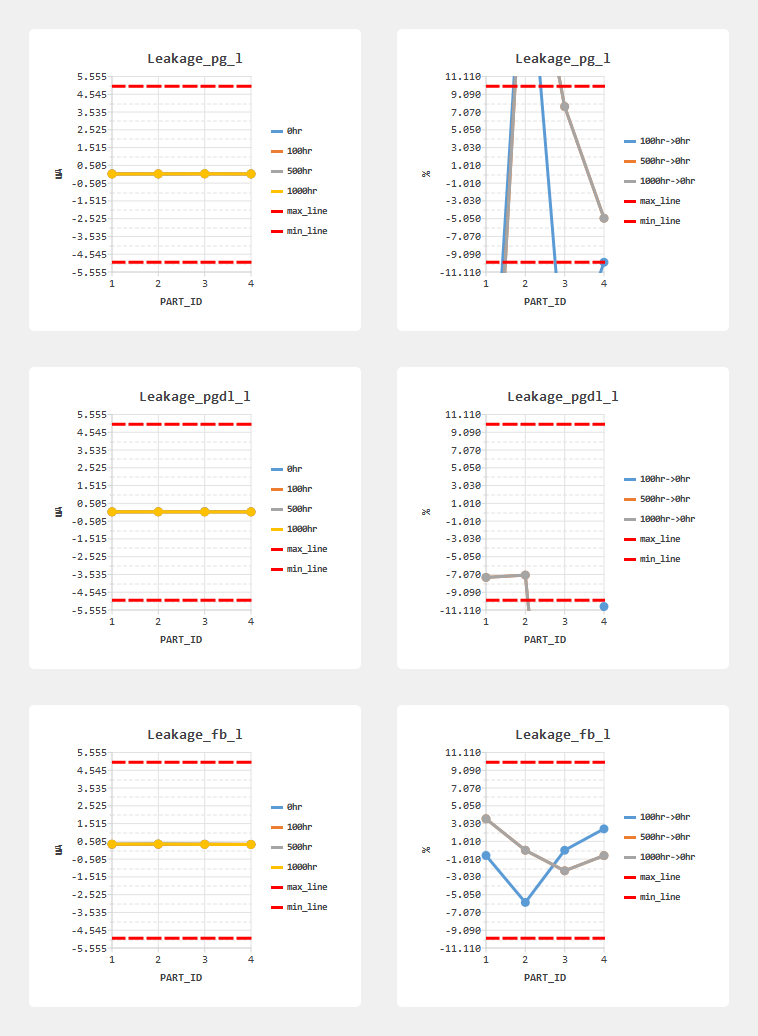 Leakage_pg_l
5.555
4.545
3.535
2.525
1.515
0.505
-0.505
-1.515
-2.525
-3.535
-4.545
-5.555
1 2 3 4
PART_ID
0hr
100hr
500hr
1000hr
max_line
min_line
Leakage_pg_l
11.110
9.090
7.070
5.050
3.030
1.010
-1.010
-3.030
-5.050
-7.070
-9.090
-11.110
%
1 2 3 4
PART_ID
100hr->0hr
500hr->0hr
1000hr->0hr
max_line
min_line
Leakage_pgdl_l
5.555
4.545
3.535
2.525
1.515
0.505
-0.505
-1.515
-2.525
-3.535
-4.545
-5.555
1 2 3 4
PART_ID
0hr
100hr
500hr
1000hr
max_line
min_line
Leakage_pgdl_l
11.110
9.090
7.070
5.050
3.030
1.010
-1.010
-3.030
-5.050
-7.070
-9.090
-11.110
%
1 2 3 4
PART_ID
100hr->0hr
500hr->0hr
1000hr->0hr
max_line
min_line
Leakage_fb_l
5.555
4.545
3.535
2.525
1.515
0.505
-0.505
-1.515
-2.525
-3.535
-4.545
-5.555
1 2 3 4
PART_ID
0hr
100hr
500hr
1000hr
max_line
min_line
Leakage_fb_l
11.110
9.090
7.070
5.050
3.030
1.010
-1.010
-3.030
-5.050
-7.070
-9.090
-11.110
%
1 2 3 4
PART_ID
100hr->0hr
500hr->0hr
1000hr->0hr
max_line
min_line